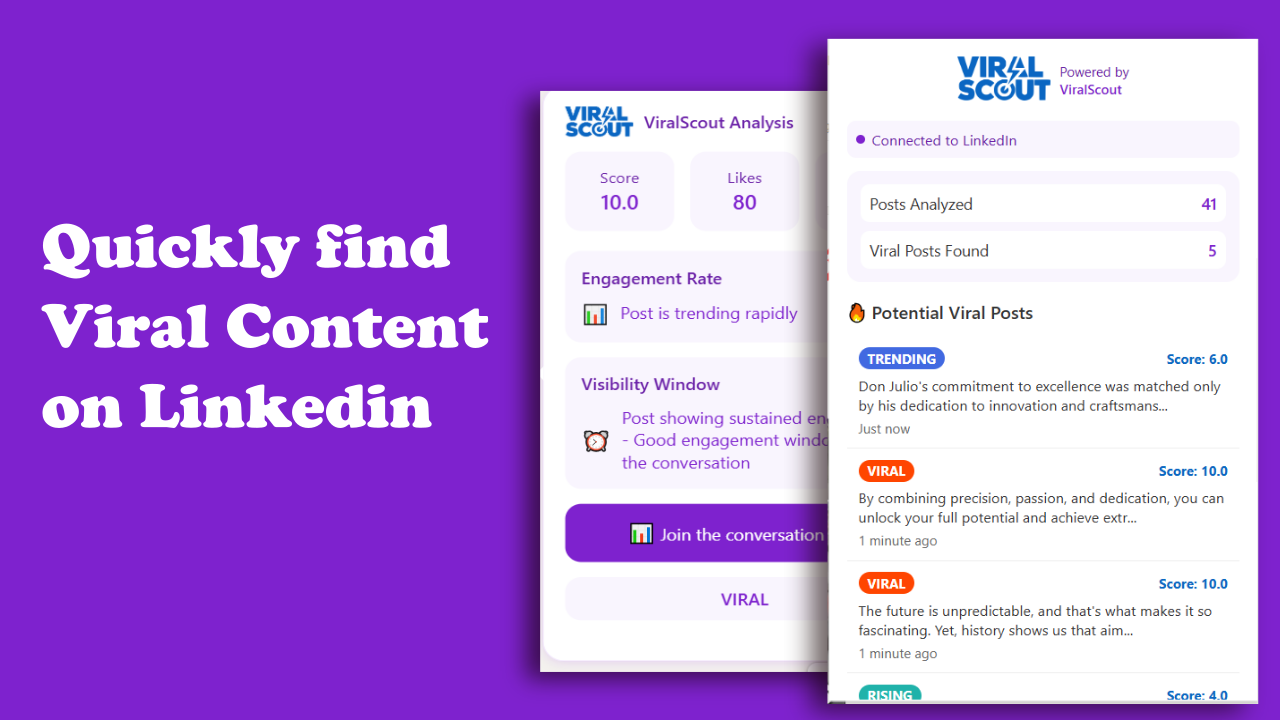 Quickly find
Viral Content
on Linkedin
VIRAL
SCOUT
ViralScout Analysis
Score
10.0
Likes
80
Engagement Rate
Post is trending rapidly
Visibility Window
Post showing sustained en
- Good engagement windo
the conversation
Join the conversation
VIRAL
VIRAL
SCOUT
Powered by
ViralScout
Connected to LinkedIn
Posts Analyzed 41
Viral Posts Found 5
Potential Viral Posts
TRENDING Score: 6.0
Don Julio's commitment to excellence was matched only
by his dedication to innovation and craftsmans...
Just now
VIRAL Score: 10.0
By combining precision, passion, and dedication, you can
unlock your full potential and achieve extr...
1 minute ago
VIRAL Score: 10.0
The future is unpredictable, and that's what makes it so
fascinating. Yet, history shows us that aim...
1 minute ago
RISING Score: 4.0